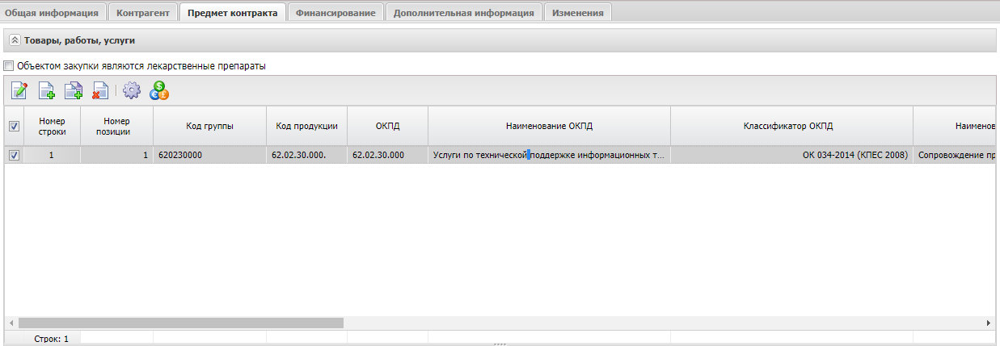 Общая информация Контрагент Предмет контракта Финансирование Дополнительная информация Изменения
Товары, работы, услуги
Объектом закупки являются лекарственные препараты
Номер строки Номер позиции Код группы Код продукции ОКПД Наименование ОКПД Классификатор ОКПД Наименов
1 1 620230000 62.02.30.000. 62.02.30.000 Услуги по технической поддержке информационных т... ОК 034-2014 (КПЕС 2008) Сопровождение пр
Строк: 1